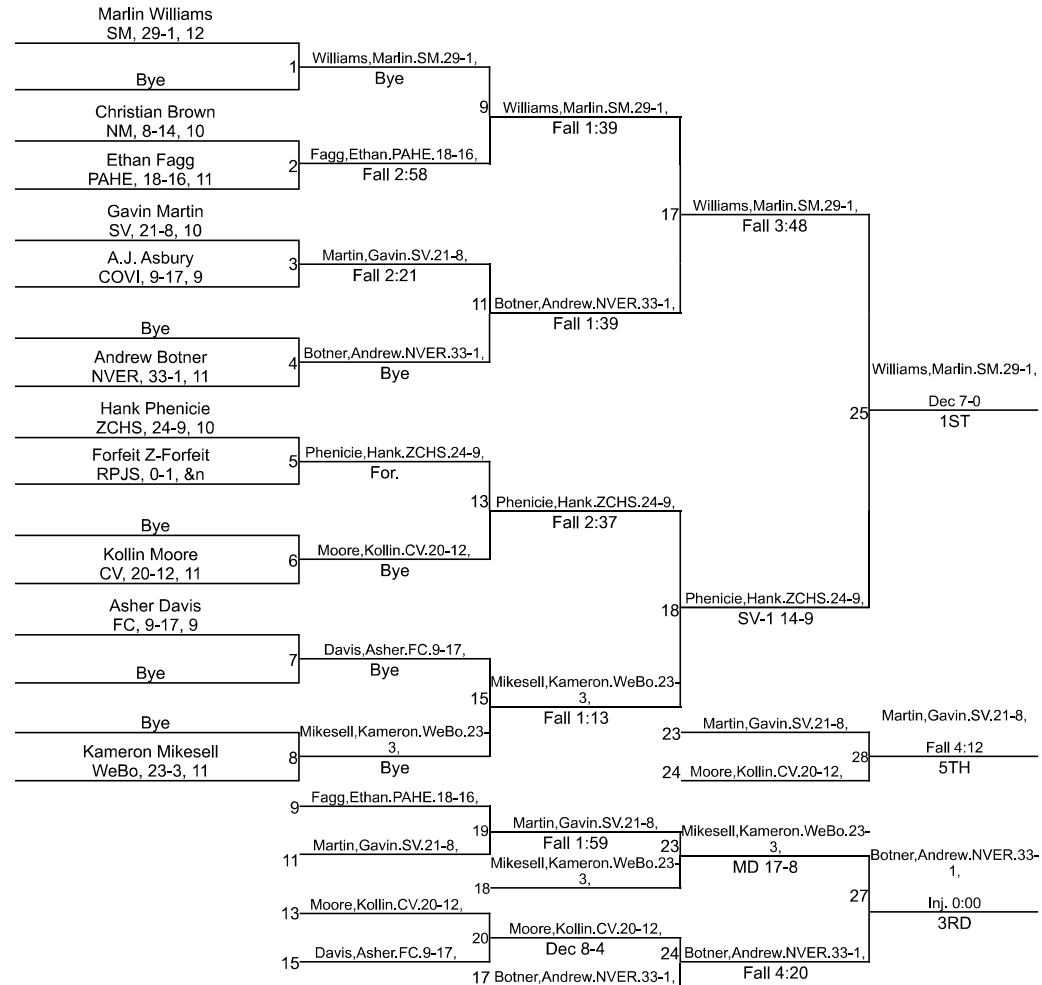 Marlin Williams
SM, 29-1, 12
Bye
1
Williams,Marlin.SM.29-1,
Bye
Christian Brown
NM, 8-14, 10
Ethan Fagg
PAHE, 18-16, 11
2
Fagg,Ethan.PAHE.18-16,
Fall 2:58
9
Williams,Marlin.SM.29-1,
Fall 1:39
Gavin Martin
SV, 21-8, 10
A.J. Asbury
COVI, 9-17, 9
3
Martin,Gavin.SV.21-8,
Fall 2:21
Bye
Andrew Botner
NVER, 33-1, 11
4
Botner,Andrew.NVER.33-1,
Bye
11
Botner,Andrew.NVER.33-1,
Fall 1:39
17
Williams,Marlin.SM.29-1,
Fall 3:48
Hank Phenicie
ZCHS, 24-9, 10
Forfeit Z-Forfeit
RPJS, 0-1, &n
5
Phenicie,Hank.ZCHS.24-9,
For.
Bye
Kollin Moore
CV, 20-12, 11
6
Moore,Kollin.CV.20-12,
Bye
13
Phenicie,Hank.ZCHS.24-9,
Fall 2:37
Asher Davis
FC, 9-17, 9
Bye
7
Davis,Asher.FC.9-17,
Bye
Bye
Kameron Mikesell
WeBo, 23-3, 11
8
Mikesell,Kameron.WeBo.23-
3,
Bye
15
Mikesell,Kameron.WeBo.23-
3,
Fall 1:13
18
Phenicie,Hank.ZCHS.24-9,
SV-1 14-9
25
Williams,Marlin.SM.29-1,
Dec 7-0
1ST
23
Martin,Gavin.SV.21-8,
24
Moore,Kollin.CV.20-12,
28
Martin,Gavin.SV.21-8,
Fall 4:12
5TH
9
Fagg,Ethan.PAHE.18-16,
11
Martin,Gavin.SV.21-8,
19
Martin,Gavin.SV.21-8,
Fall 1:59
18
Mikesell,Kameron.WeBo.23-
3,
23
Mikesell,Kameron.WeBo.23-
3,
MD 17-8
13
Moore,Kollin.CV.20-12,
15
Davis,Asher.FC.9-17,
20
Moore,Kollin.CV.20-12,
Dec 8-4
17
Botner,Andrew.NVER.33-1,
24
Botner,Andrew.NVER.33-1,
Fall 4:20
27
Botner,Andrew.NVER.33-
1,
Inj. 0:00
3RD